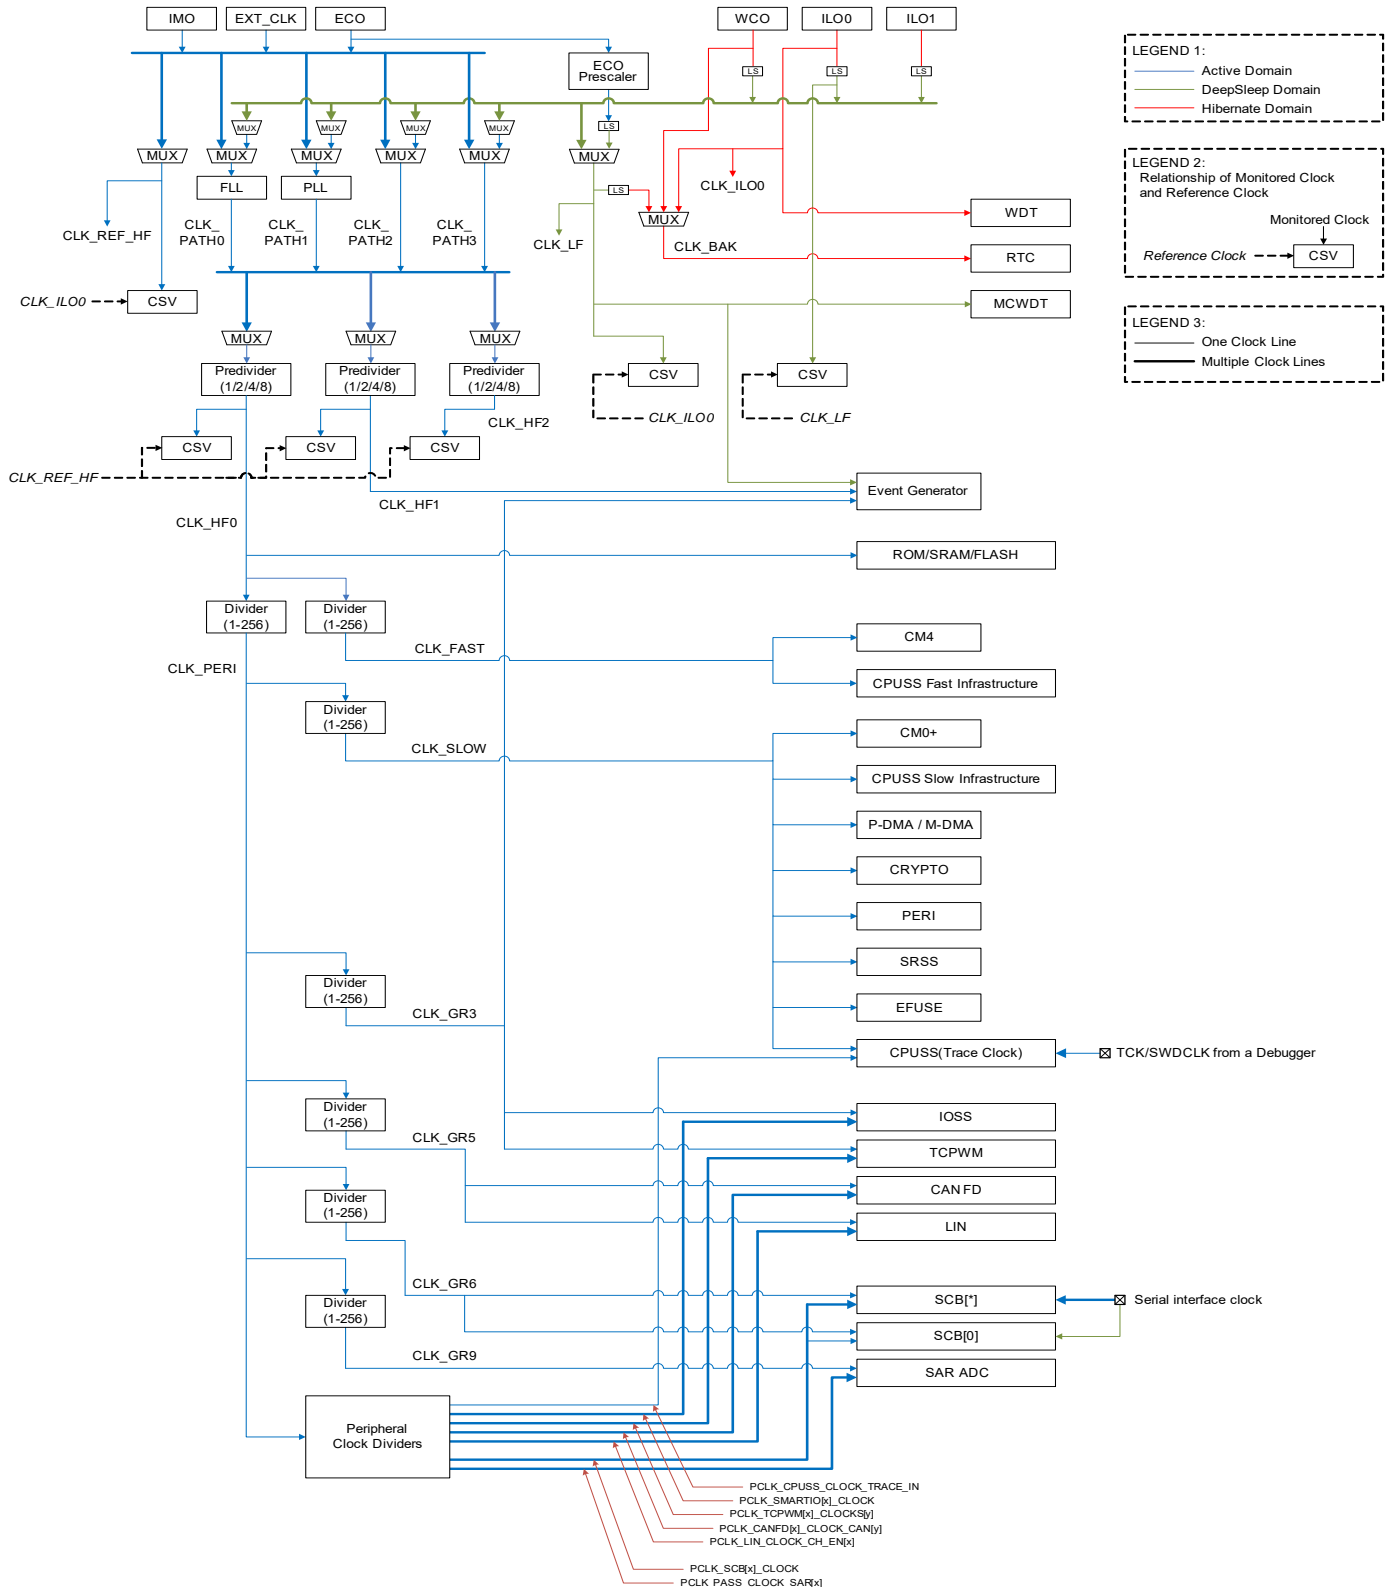 IMO
EXT_CLK
ECO
WCO
ILO0
ILO1
LEGEND 1:
Active Domain
DeepSleep Domain
Hibernate Domain
ECO
Prescaler
LS
LS
LS
LS
MUX
MUX
MUX
MUX
MUX
MUX
MUX
MUX
MUX
MUX
LEGEND 2:
Relationship of Monitored Clock
and Reference Clock
Monitored Clock
Reference Clock
CSV
FLL
PLL
LS
CLK_ILO0
MUX
WDT
CLK_REF_HF
CLK_
PATH0
CLK_
PATH1
CLK_
PATH2
CLK_
PATH3
CLK_LF
CLK_BAK
RTC
CLK_ILO0
CSV
MCWDT
LEGEND 3:
One Clock Line
Multiple Clock Lines
MUX
MUX
MUX
Predivider
(1/2/4/8)
Predivider
(1/2/4/8)
Predivider
(1/2/4/8)
CSV
CSV
CLK_ILO0
CLK_LF
CLK_HF2
CSV
CSV
CSV
CLK_REF_HF
Event Generator
CLK_HF1
CLK_HF0
ROM/SRAM/FLASH
Divider
(1-256)
Divider
(1-256)
CLK_FAST
CM4
CLK_PERI
CPUSS Fast Infrastructure
Divider
(1-256)
CLK_SLOW
CM0+
CPUSS Slow Infrastructure
P-DMA / M-DMA
CRYPTO
PERI
SRSS
Divider
(1-256)
CLK_GR3
EFUSE
CPUSS(Trace Clock)
TCK/SWDCLK from a Debugger
Divider
(1-256)
CLK_GR5
IOSS
TCPWM
CAN FD
Divider
(1-256)
LIN
CLK_GR6
Divider
(1-256)
SCB[*]
Serial interface clock
SCB[0]
CLK_GR9
SAR ADC
Peripheral
Clock Dividers
PCLK_CPUSS_CLOCK_TRACE_IN
PCLK_SMARTIO[x]_CLOCK
PCLK_TCPWM[x]_CLOCKS[y]
PCLK_CANFD[x]_CLOCK_CAN[y]
PCLK_LIN_CLOCK_CH_EN[x]
PCLK_SCB[x]_CLOCK
PCLK_PASS_CLOCK_SAR[x]